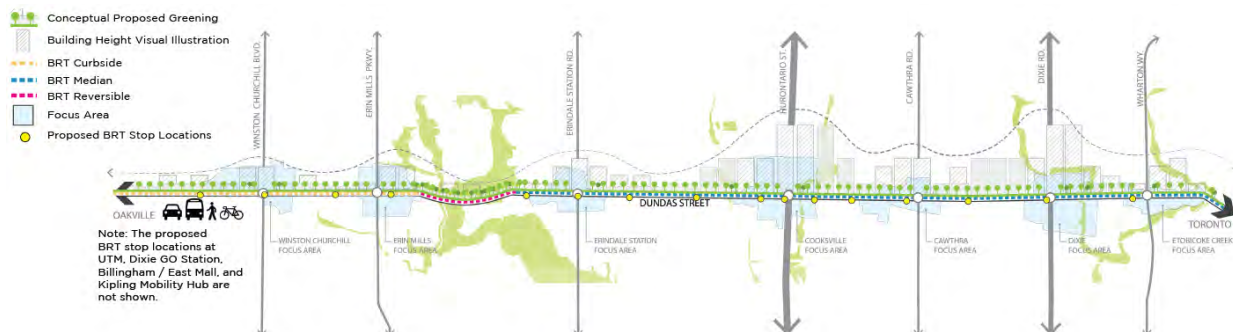 Conceptual Proposed Greening
Building Height Visual Illustration
BRT Curbside
BRT Median
BRT Reversible
Focus Area
Proposed BRT Stop Locations
WINSTON CHURCHILL BLVD.
ERIN MILLS PKWY.
ERINDALE STATION RD.
HURONTARIO ST.
CAWTHRA RD.
DIXIE RD.
WHARTON WY.
OAKVILLE
DUNDAS STREET
TORONTO
Note: The proposed
BRT stop locations at
UTM, Dixie GO Station,
Billingham / East Mall, and
Kipling Mobility Hub are
not shown.
WINSTON CHURCHILL
FOCUS AREA
ERIN MILLS
FOCUS AREA
ERINDALE STATION
FOCUS AREA
COOKSVILLE
FOCUS AREA
CAWTHRA
FOCUS AREA
DIXIE
FOCUS AREA
ETOBICOKE CREEK
FOCUS AREA